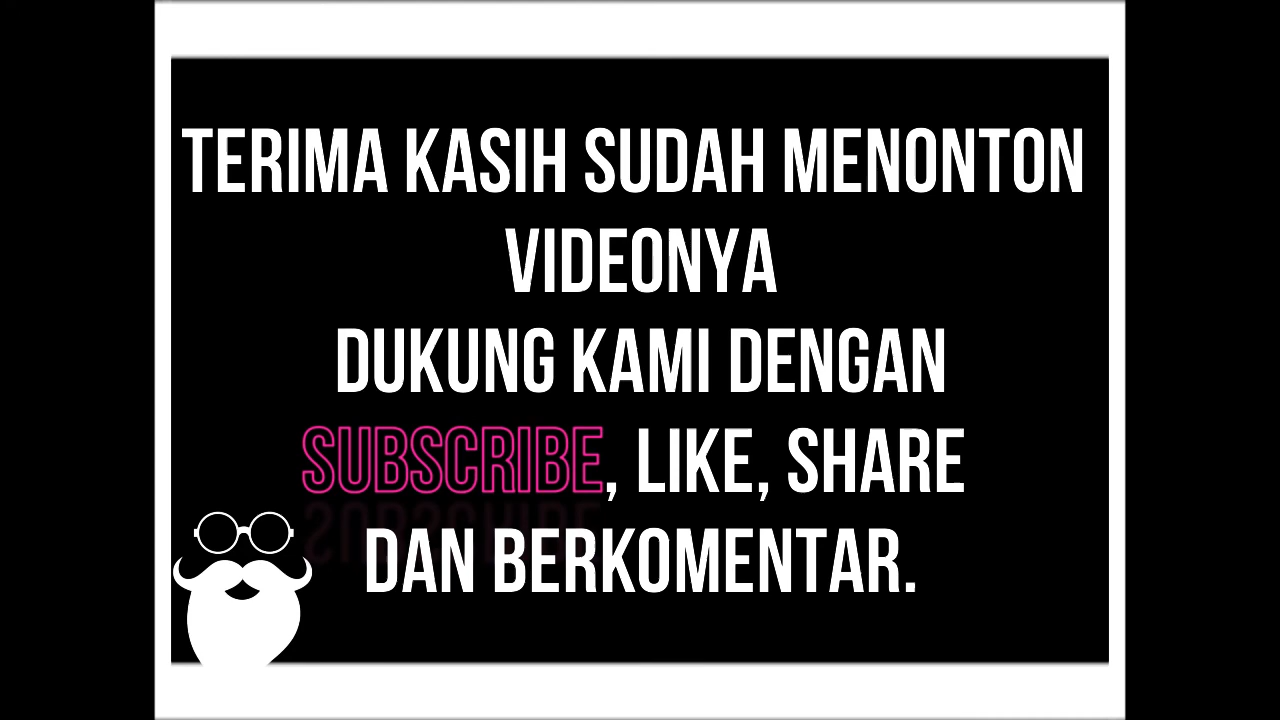 TERIMA KASIH SUDAH MENONTON
VIDEONYA
DUKUNG KAMI DENGAN
SUBSCRIBE, LIKE, SHARE
DAN BERKOMENTAR.